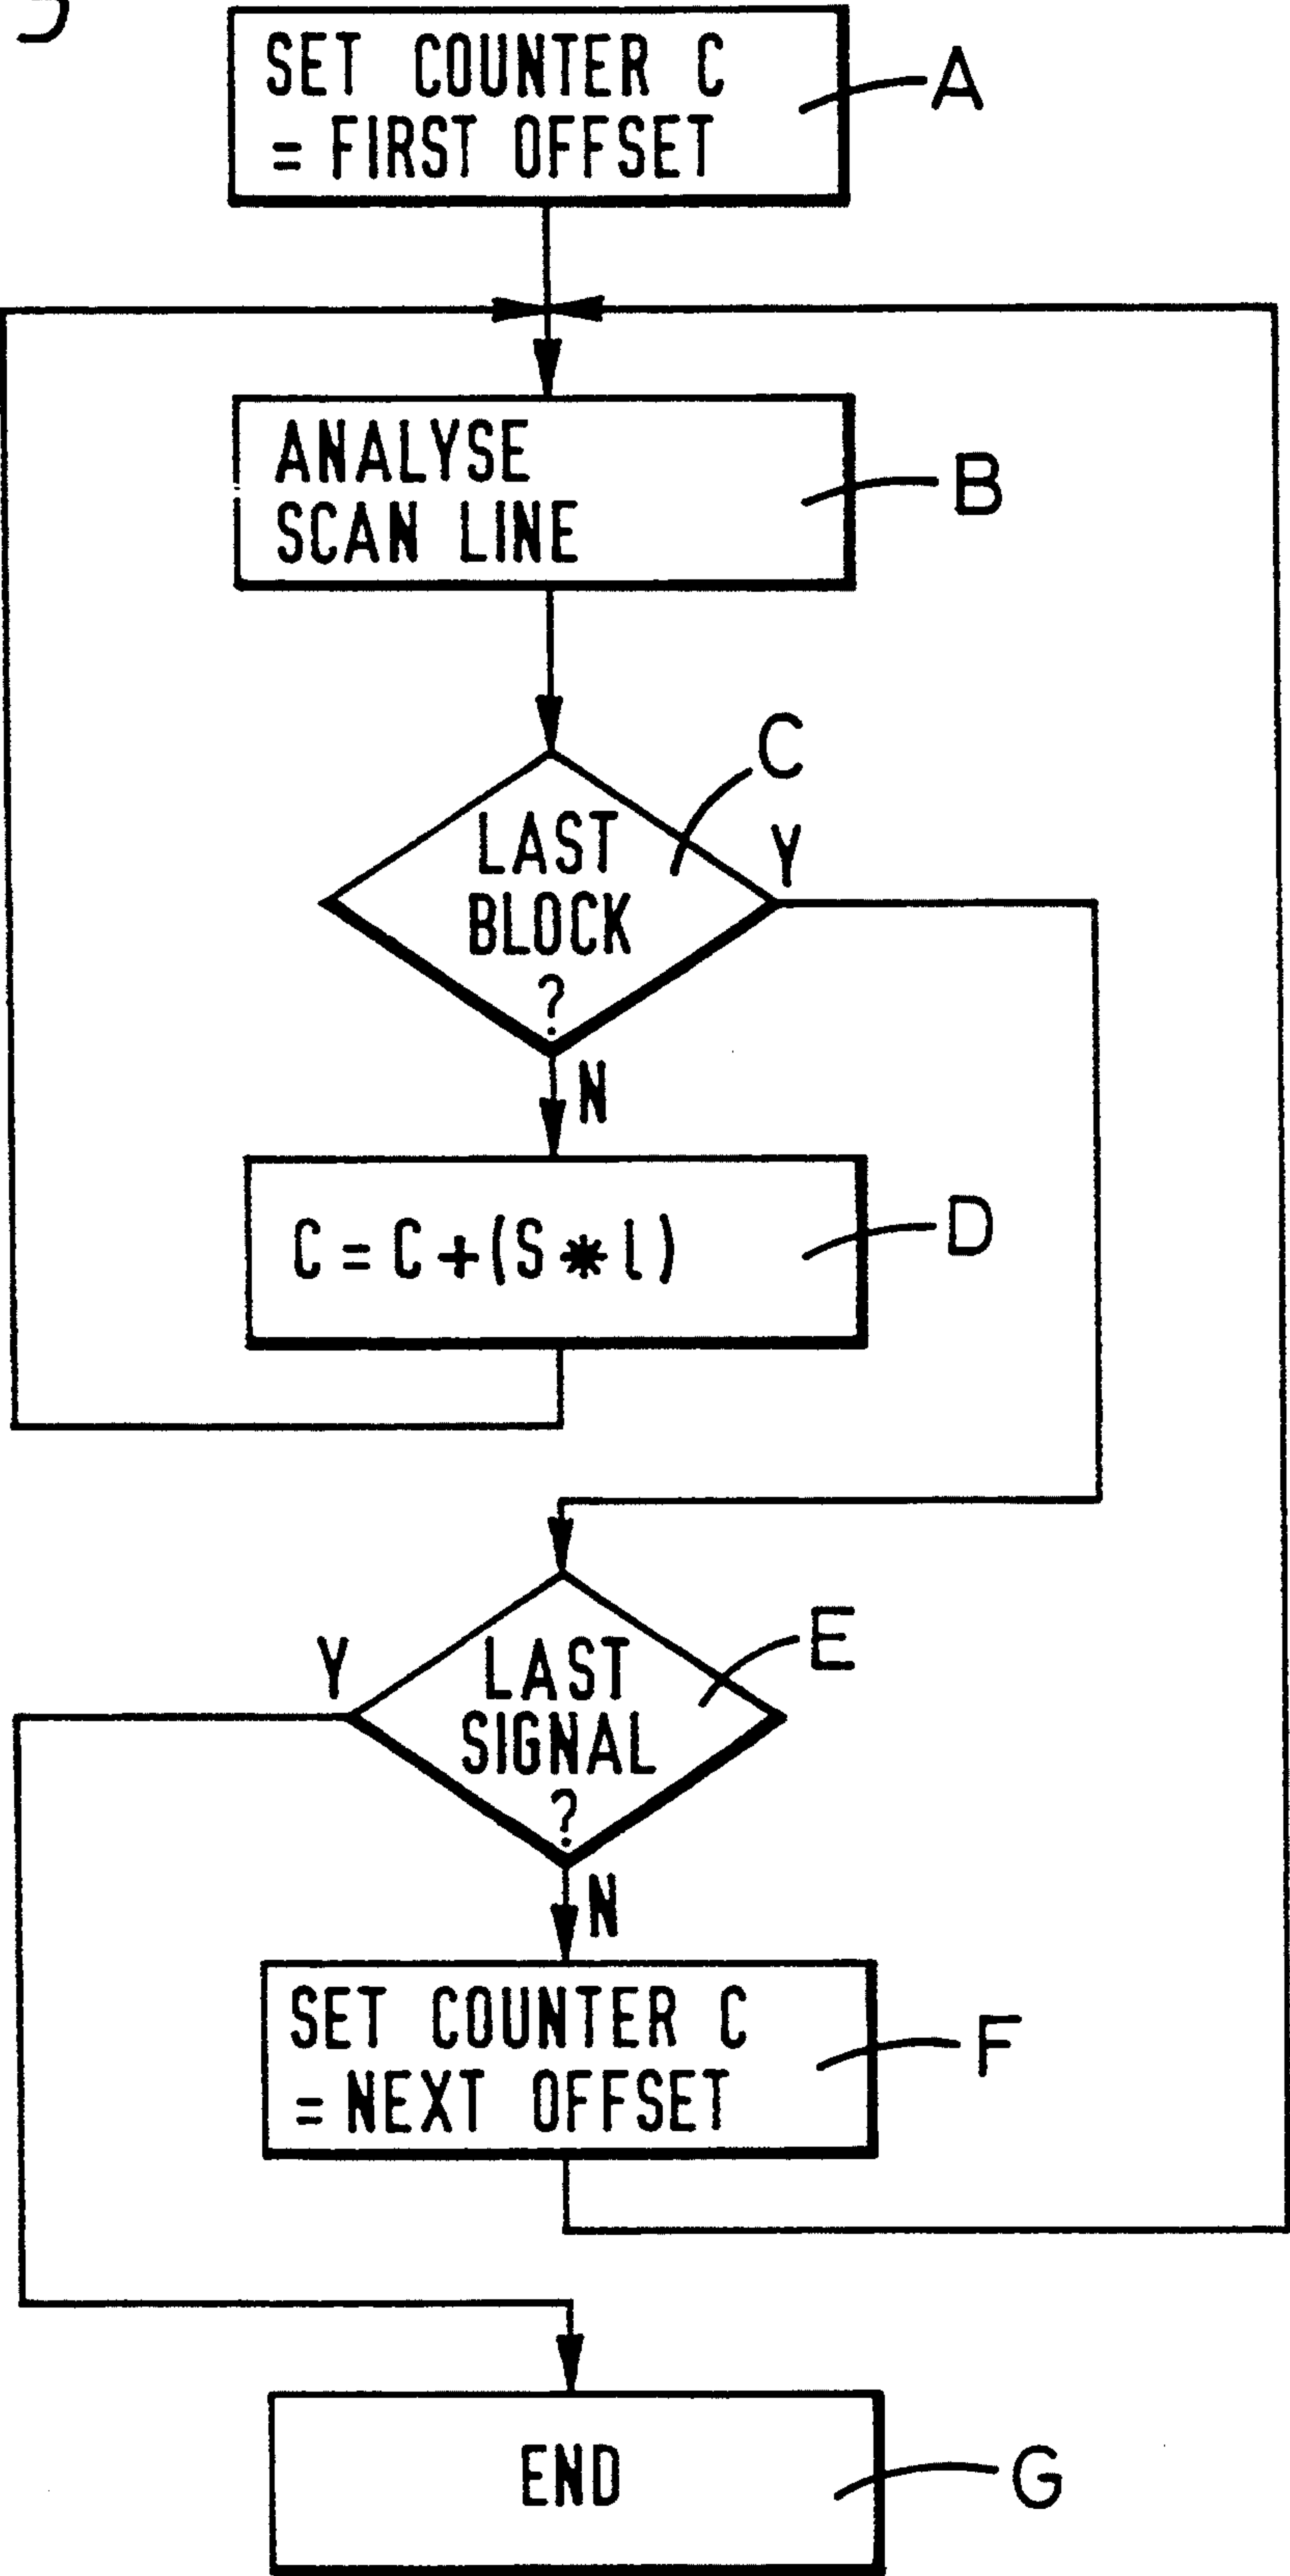 SET COUNTER C
= FIRST OFFSET
A
ANALYSE
SCAN LINE
B
C
LAST
BLOCK
?
Y
N
C = C + (S * l)
D
E
Y
LAST
SIGNAL
?
N
SET COUNTER C
= NEXT OFFSET
F
END
G